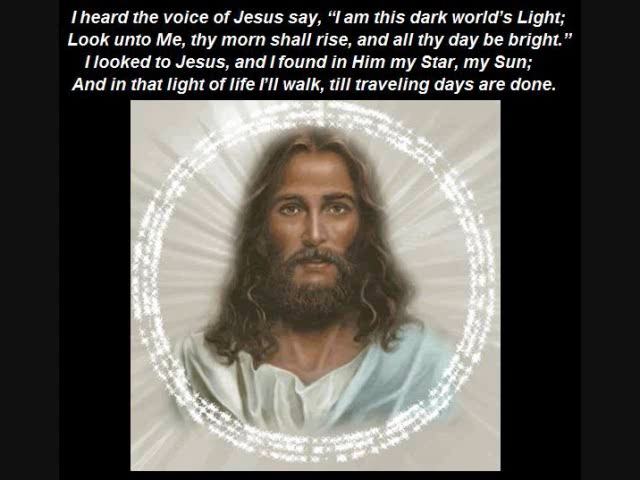 I heard the voice of Jesus say, “I am this dark world’s Light;
Look unto Me, thy morn shall rise, and all thy day be bright.”
I looked to Jesus, and I found in Him my Star, my Sun;
And in that light of life I’ll walk, till traveling days are done.